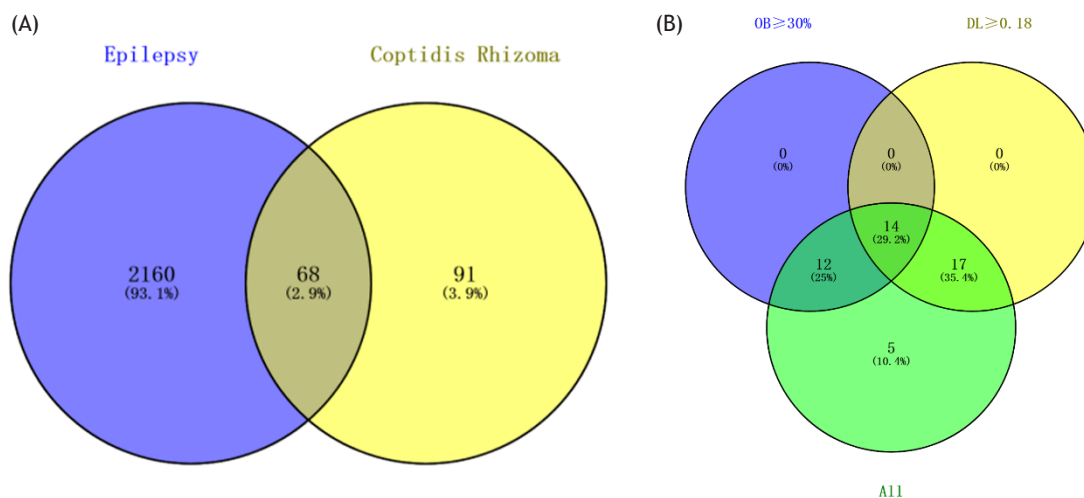 (A)
Epilepsy
Coptidis Rhizoma
2160
(93.1%)
68
(2.9%)
91
(3.9%)
(B)
OB≥30%
DL≥0.18
0
(0%)
0
(0%)
0
(0%)
14
(29.2%)
12
(25%)
17
(35.4%)
5
(10.4%)
All